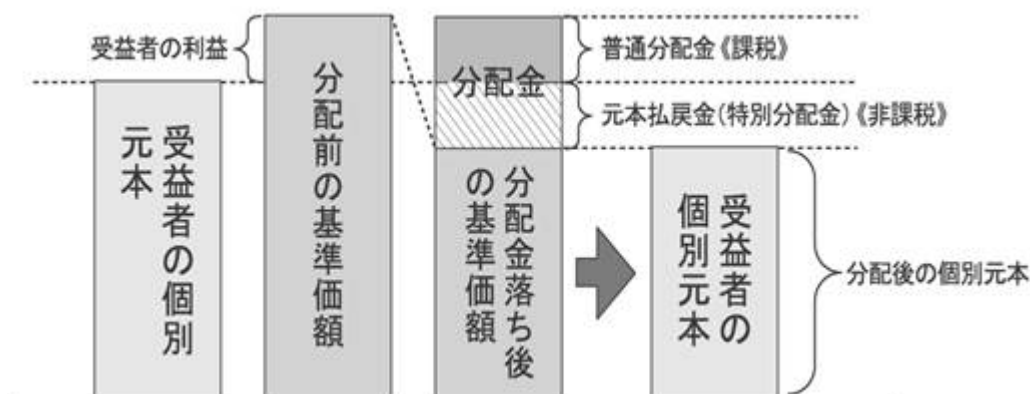 受益者の利益
受益者の個別
元本
分配前の基準価額
分配金
分配金落ち後
の基準価額
普通分配金《課税》
元本払戻金(特別分配金)《非課税》
受益者の
個別元本
分配後の個別元本